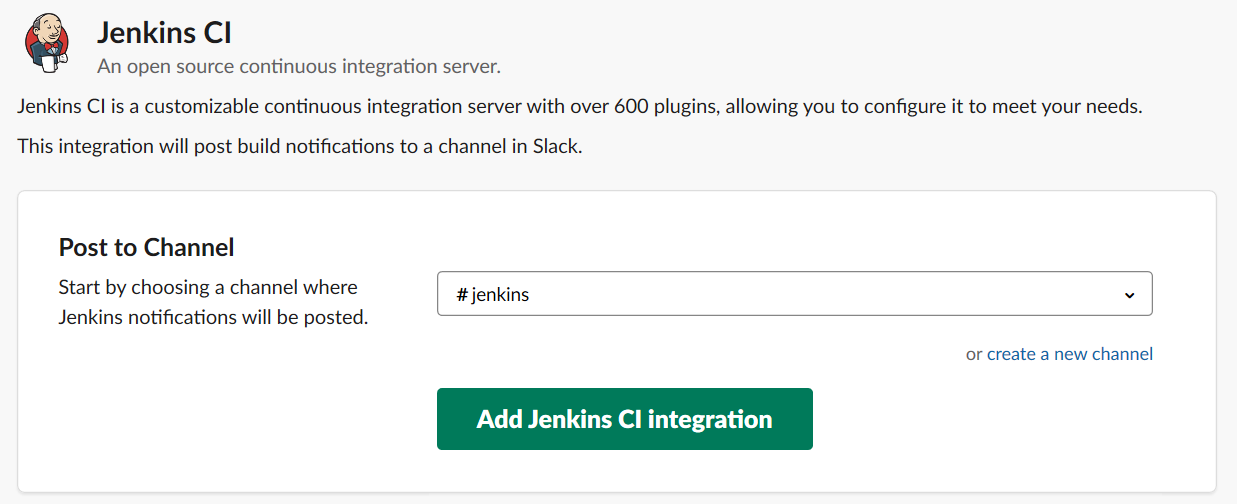 Jenkins CI
An open source continuous integration server.
Jenkins CI is a customizable continuous integration server with over 600 plugins, allowing you to configure it to meet your needs.
This integration will post build notifications to a channel in Slack.
Post to Channel
Start by choosing a channel where
Jenkins notifications will be posted.
# jenkins
or create a new channel
Add Jenkins CI integration